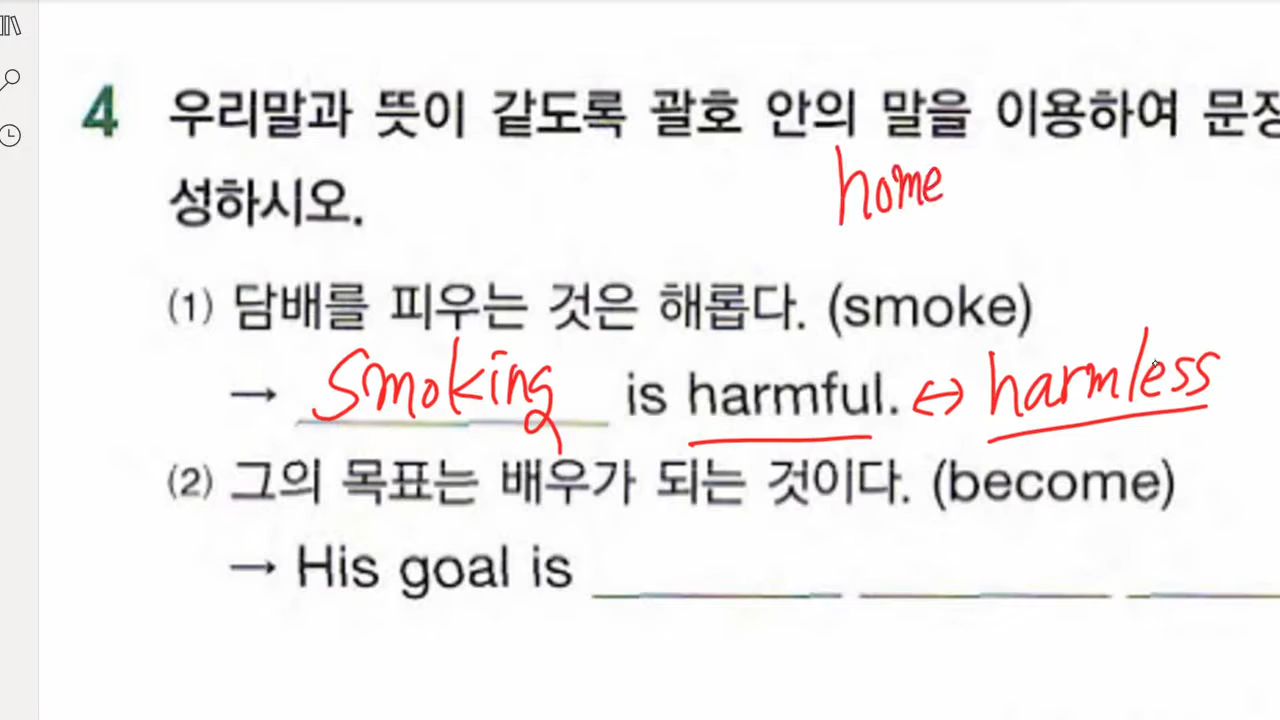 4 우리말과 뜻이 같도록 괄호 안의 말을 이용하여 문장
home
성하시오.
(1) 담배를 피우는 것은 해롭다. (smoke)
→ smoking is harmful. ↔ harmless
(2) 그의 목표는 배우가 되는 것이다. (become)
→ His goal is